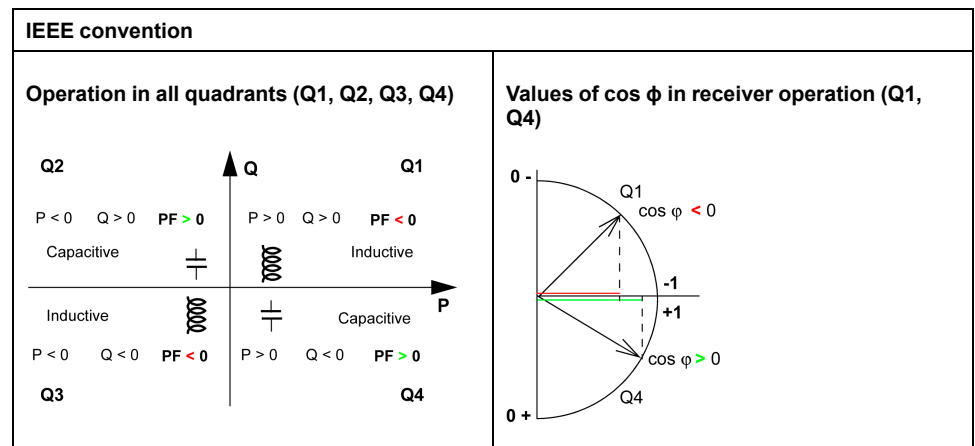 IEEE convention
Operation in all quadrants (Q1, Q2, Q3, Q4)
Q2
Q
Q1
P < 0 Q > 0 PF > 0
P > 0 Q > 0 PF < 0
Capacitive
Inductive
P
Inductive
Capacitive
P < 0 Q < 0 PF < 0
P > 0 Q < 0 PF > 0
Q3
Q4
Values of cos ϕ in receiver operation (Q1,
Q4)
0 -
Q1
cos φ < 0
-1
+1
cos φ > 0
Q4
0 +